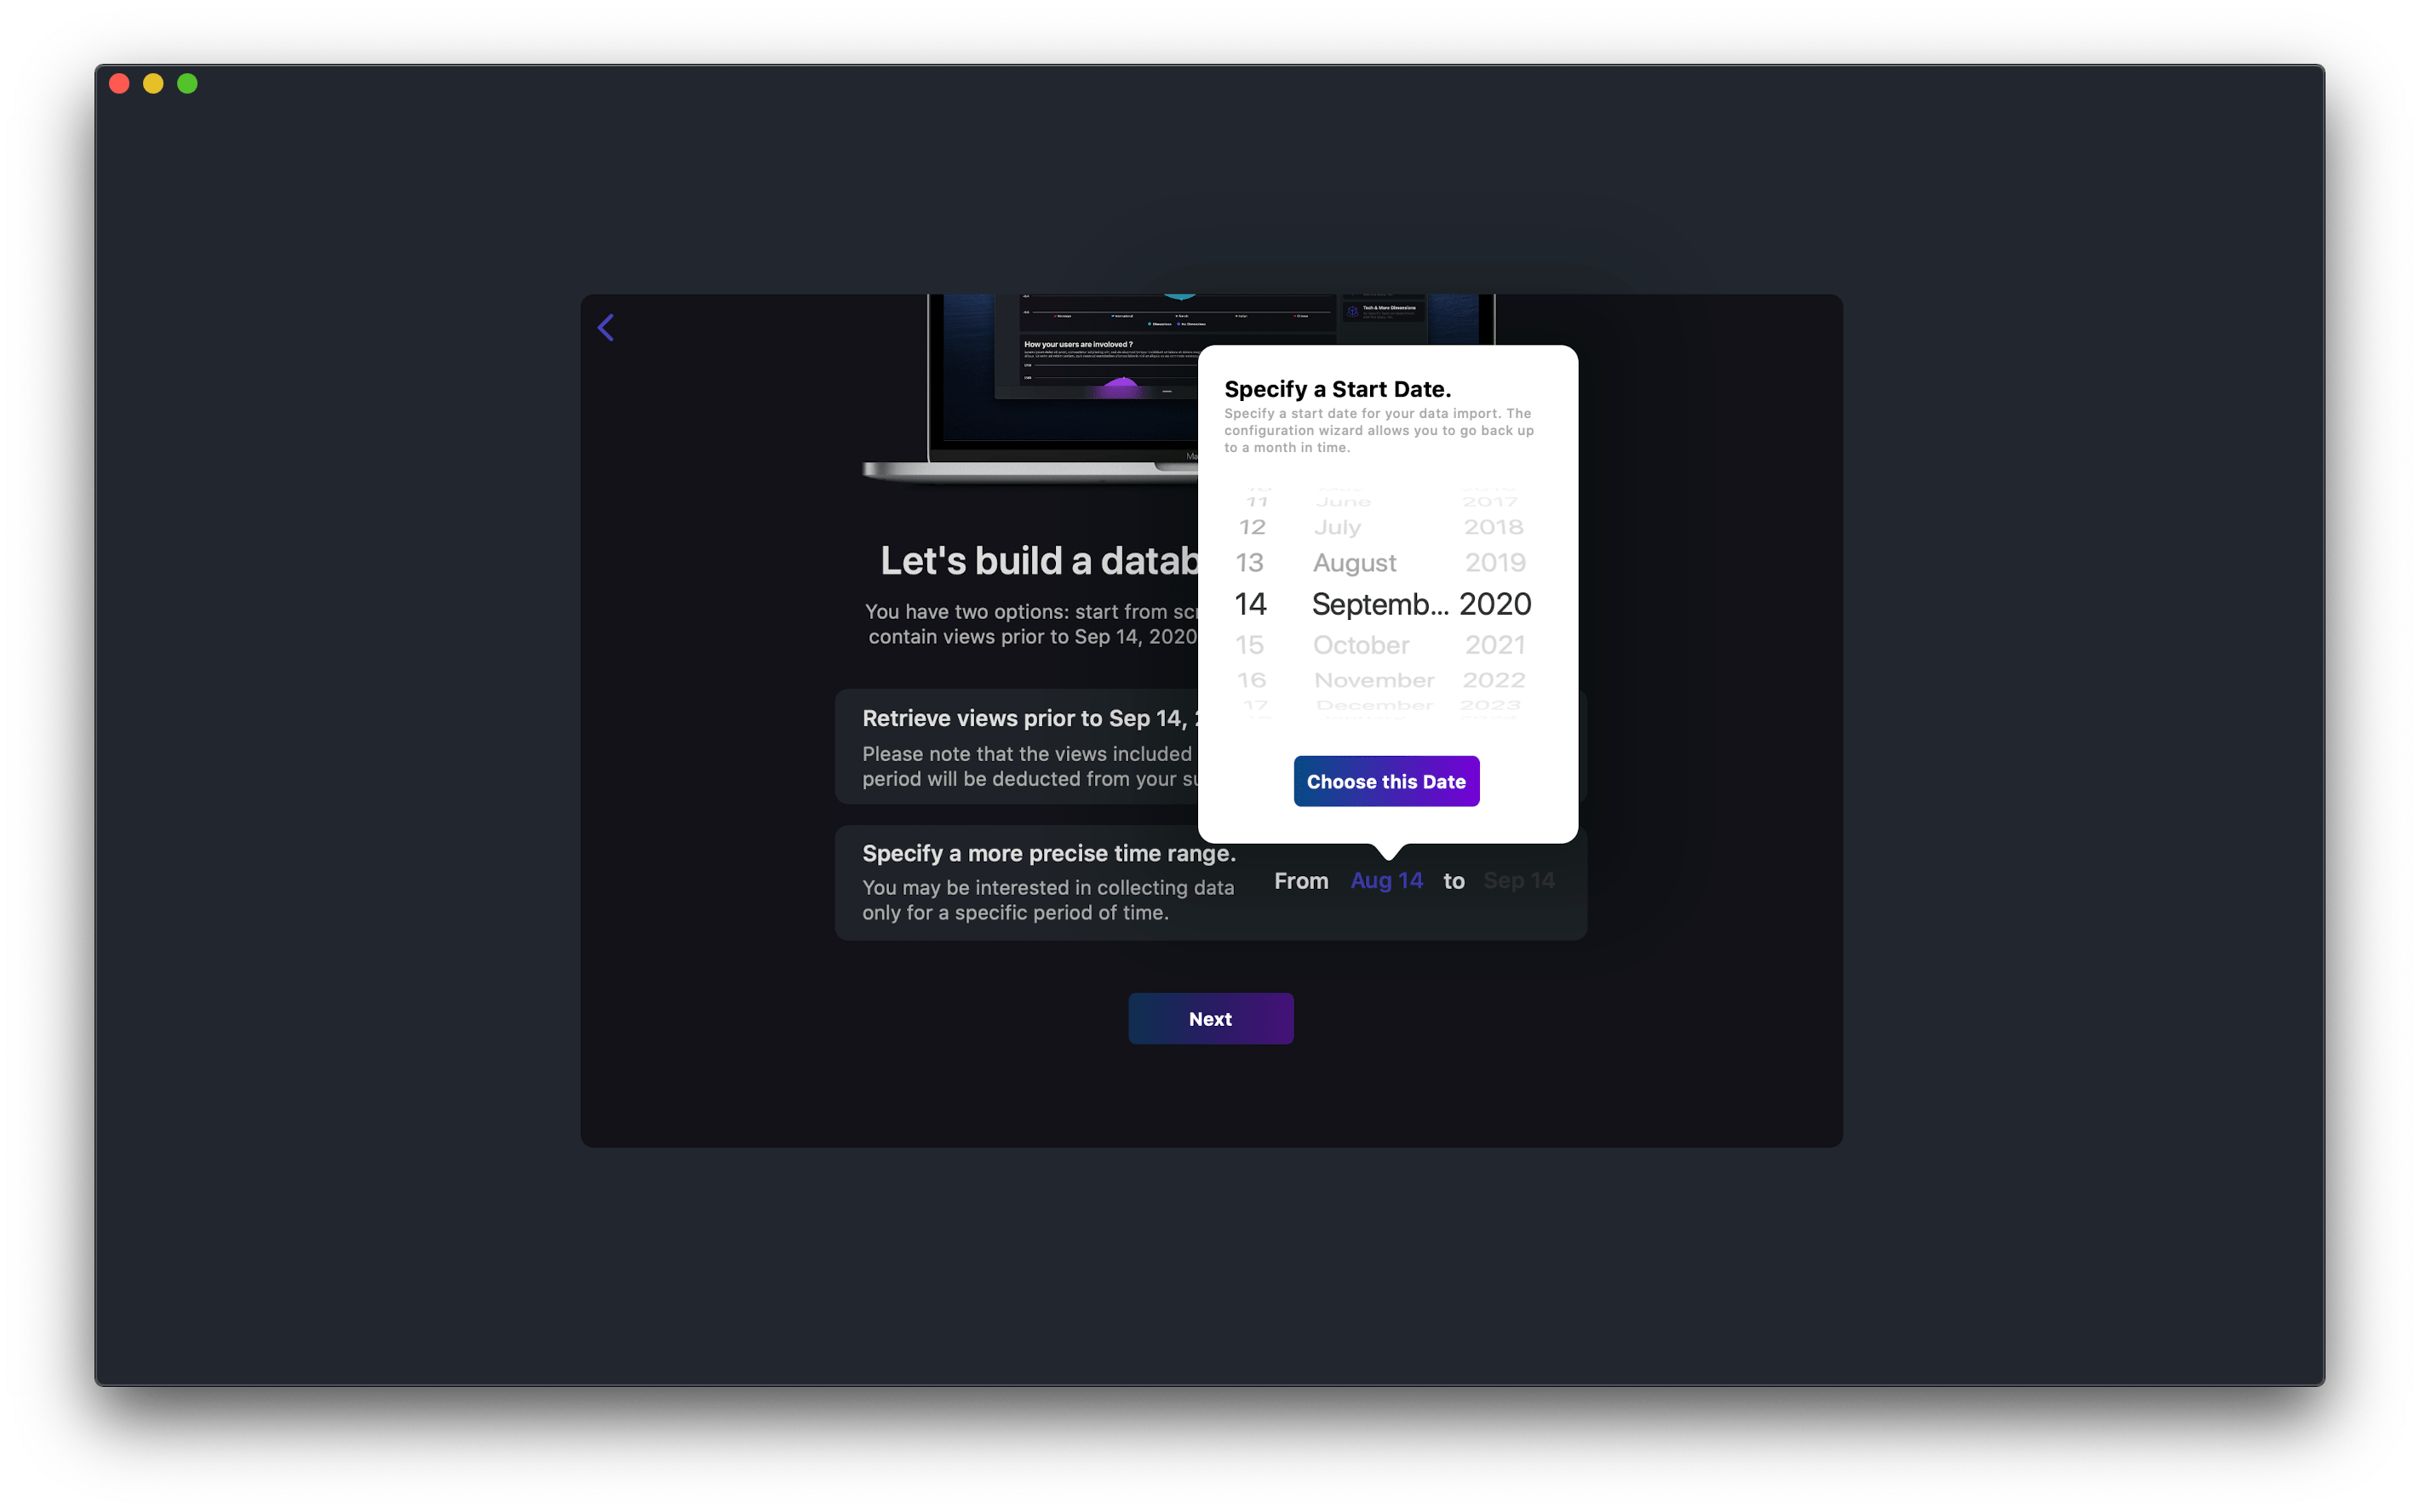 Tech & More Dimensions
How your users are involoved ?
Ma
Let's build a datab
You have two options: start from scr
contain views prior to Sep 14, 2020
Retrieve views prior to Sep 14, 2
Please note that the views included
period will be deducted from your su
Specify a more precise time range.
You may be interested in collecting data
only for a specific period of time.
From Aug 14 to Sep 14
Next
Specify a Start Date.
Specify a start date for your data import. The
configuration wizard allows you to go back up
to a month in time.
11 June 2017
12 July 2018
13 August 2019
14 Septemb... 2020
15 October 2021
16 November 2022
17 December 2023
Choose this Date